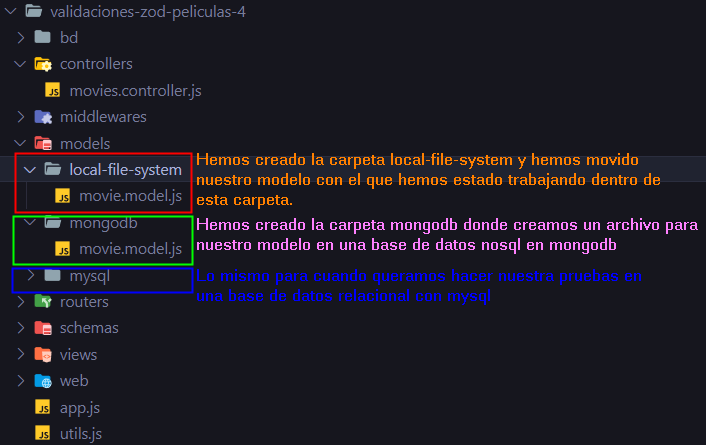 validaciones-zod-peliculas-4
bd
controllers
JS movies.controller.js
middlewares
models
local-file-system
Hemos creado la carpeta local-file-system y hemos movido
nuestro modelo con el que hemos estado trabajando dentro de
esta carpeta.
JS movie.model.js
mongodb
Hemos creado la carpeta mongodb donde creamos un archivo para
nuestro modelo en una base de datos nosql en mongodb
JS movie.model.js
mysql
Lo mismo para cuando queramos hacer nuestra pruebas en
una base de datos relacional con mysql
routers
schemas
views
web
JS app.js
JS utils.js